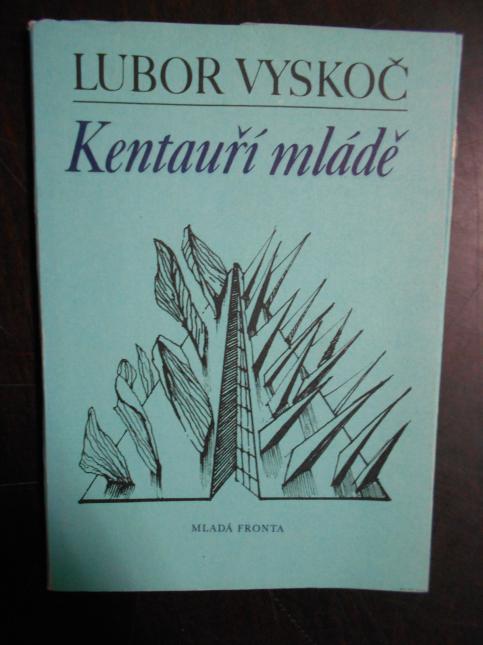 LUBOR VYSKOČ
Kentauří mládě
MLADÁ FRONTA